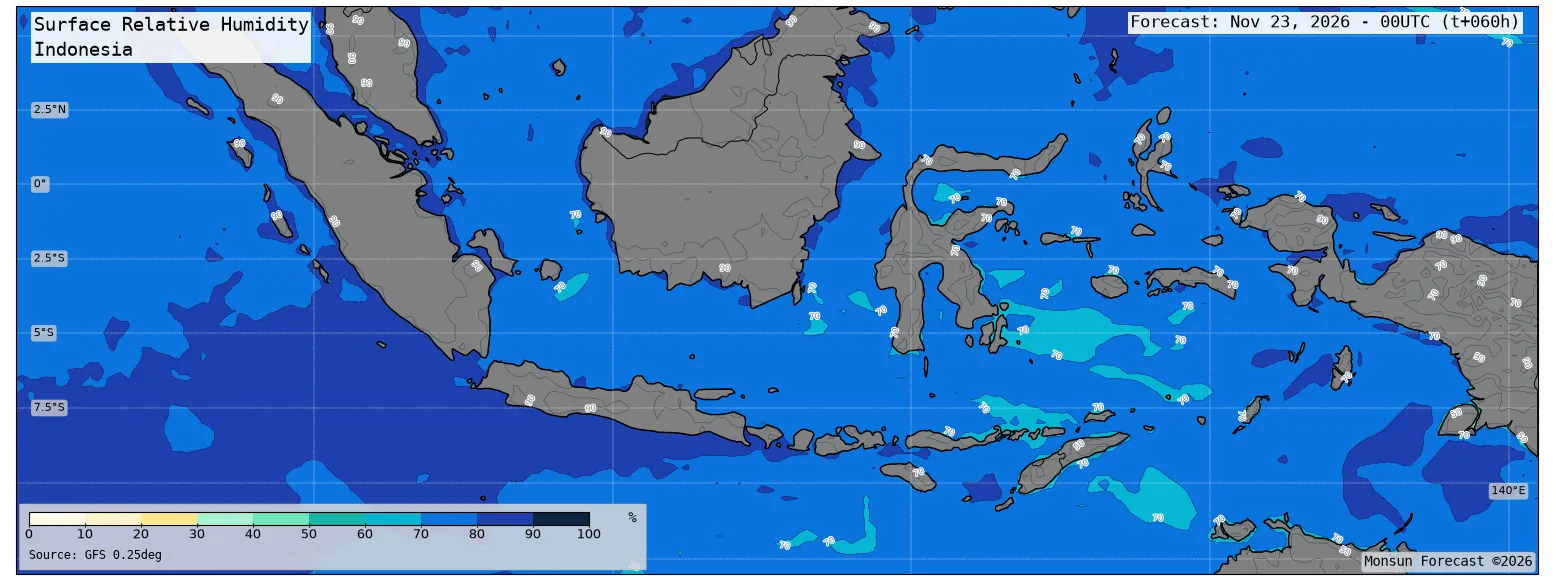 Surface Relative Humidity
Indonesia
Forecast: Nov 23, 2026 - 00UTC (t+060h)
2.5°N
0°
2.5°S
5°S
7.5°S
140°E
%
0 10 20 30 40 50 60 70 80 90 100
Source: GFS 0.25deg
Monsun Forecast ©2026